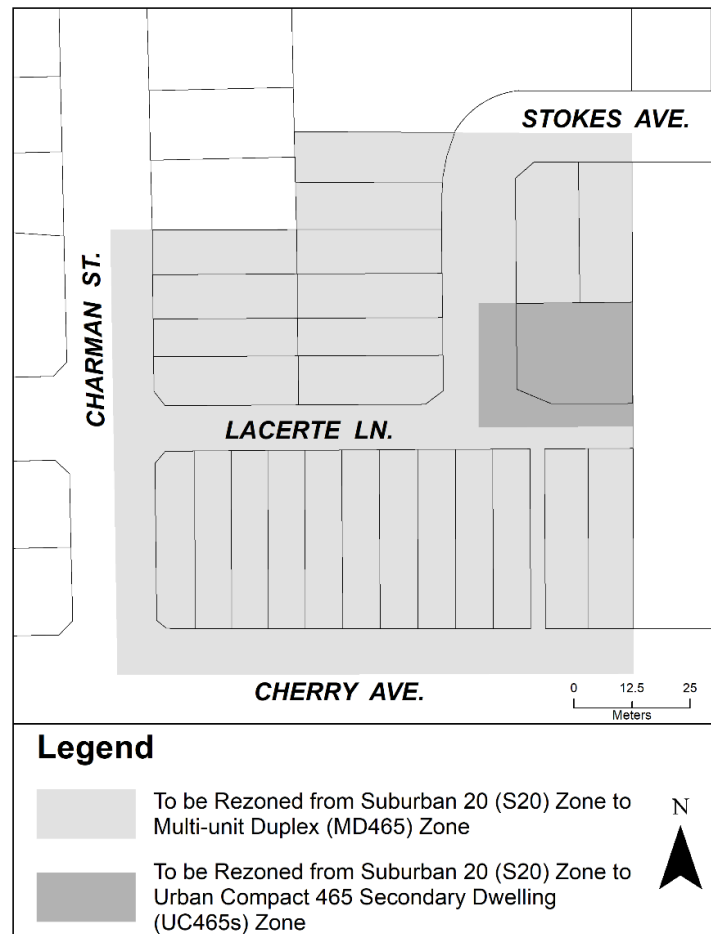 STOKES AVE.
CHARMAN ST.
LACERTE LN.
CHERRY AVE.
0 12.5 25
Meters
Legend
To be Rezoned from Suburban 20 (S20) Zone to
Multi-unit Duplex (MD465) Zone
N
To be Rezoned from Suburban 20 (S20) Zone to
Urban Compact 465 Secondary Dwelling
(UC465s) Zone